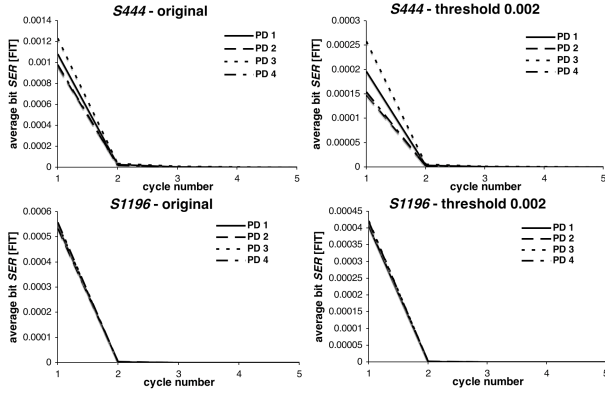 S444 - original
average bit SER [FIT]
0.0014
0.0012
0.001
0.0008
0.0006
0.0004
0.0002
0
PD 1
PD 2
PD 3
PD 4
1 2 3 4 5
cycle number
S444 - threshold 0.002
average bit SER [FIT]
0.0003
0.00025
0.0002
0.00015
0.0001
0.00005
0
PD 1
PD 2
PD 3
PD 4
1 2 3 4 5
cycle number
S1196 - original
average bit SER [FIT]
0.0006
0.0005
0.0004
0.0003
0.0002
0.0001
0
PD 1
PD 2
PD 3
PD 4
1 2 3 4 5
cycle number
S1196 - threshold 0.002
average bit SER [FIT]
0.00045
0.0004
0.00035
0.0003
0.00025
0.0002
0.00015
0.0001
0.00005
0
PD 1
PD 2
PD 3
PD 4
1 2 3 4 5
cycle number